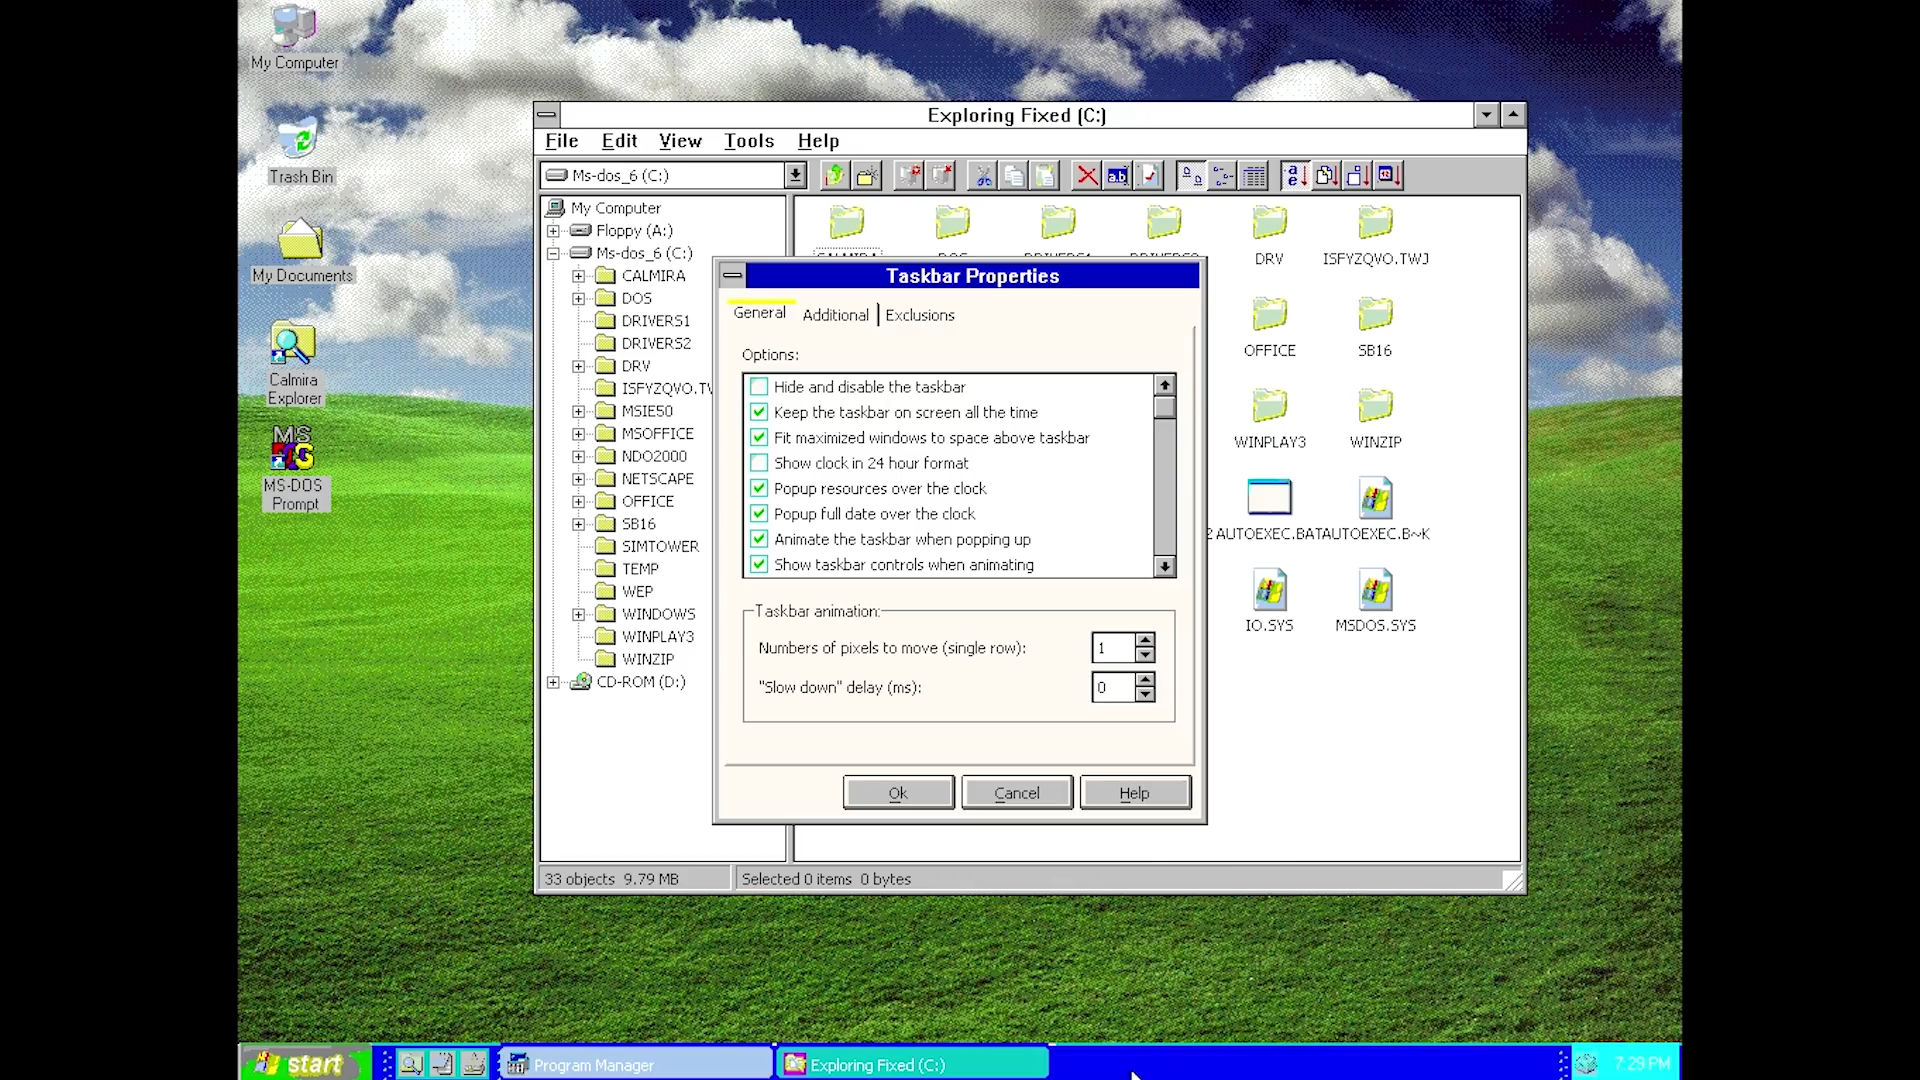 My Computer
Trash Bin
My Documents
Calmira
Explorer
MS-DOS
Prompt
Exploring Fixed (C:)
File Edit View Tools Help
Ms-dos_6 (C:)
My Computer
Floppy (A:)
Ms-dos_6 (C:)
CALMIRA
DOS
DRIVERS1
DRIVERS2
DRV
ISFYZQVO.TW
MSIE50
MSOFFICE
NDO2000
NETSCAPE
OFFICE
SB16
SIMTOWER
TEMP
WEP
WINDOWS
WINPLAY3
WINZIP
CD-ROM (D:)
DRV ISFYZQVO.TWJ
OFFICE SB16
WINPLAY3 WINZIP
2 AUTOEXEC.BAT AUTOEXEC.B~K
IO.SYS MSDOS.SYS
Taskbar Properties
General Additional Exclusions
Options:
Hide and disable the taskbar
Keep the taskbar on screen all the time
Fit maximized windows to space above taskbar
Show clock in 24 hour format
Popup resources over the clock
Popup full date over the clock
Animate the taskbar when popping up
Show taskbar controls when animating
Taskbar animation:
Numbers of pixels to move (single row): 1
"Slow down" delay (ms): 0
Ok Cancel Help
33 objects 9.79 MB Selected 0 items 0 bytes
start Program Manager Exploring Fixed (C:) 7:29 PM